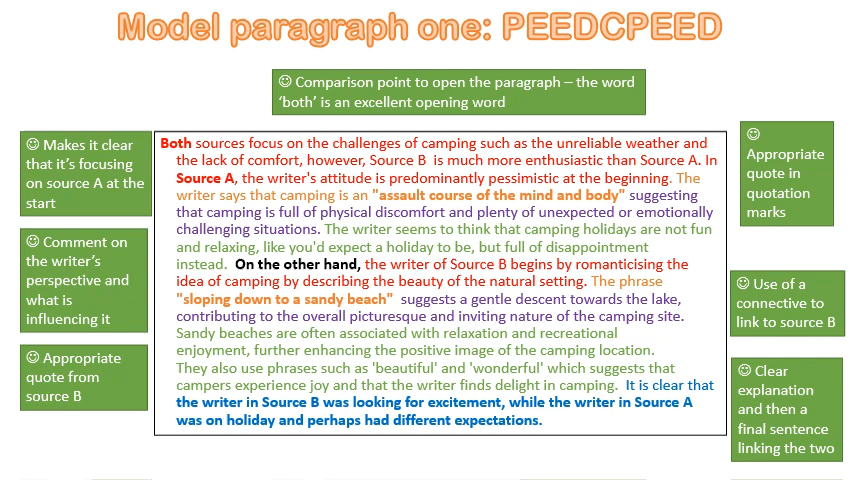 Model paragraph one: PEEDCPEED
☺ Comparison point to open the paragraph – the word
‘both’ is an excellent opening word
☺ Makes it clear
that it’s focusing
on source A at the
start
☺ Comment on
the writer’s
perspective and
what is
influencing it
☺ Appropriate
quote from
source B
Both sources focus on the challenges of camping such as the unreliable weather and
the lack of comfort, however, Source B is much more enthusiastic than Source A. In
Source A, the writer's attitude is predominantly pessimistic at the beginning. The
writer says that camping is an "assault course of the mind and body" suggesting
that camping is full of physical discomfort and plenty of unexpected or emotionally
challenging situations. The writer seems to think that camping holidays are not fun
and relaxing, like you'd expect a holiday to be, but full of disappointment
instead. On the other hand, the writer of Source B begins by romanticising the
idea of camping by describing the beauty of the natural setting. The phrase
"sloping down to a sandy beach" suggests a gentle descent towards the lake,
contributing to the overall picturesque and inviting nature of the camping site.
Sandy beaches are often associated with relaxation and recreational
enjoyment, further enhancing the positive image of the camping location.
They also use phrases such as 'beautiful' and 'wonderful' which suggests that
campers experience joy and that the writer finds delight in camping. It is clear that
the writer in Source B was looking for excitement, while the writer in Source A
was on holiday and perhaps had different expectations.
☺
Appropriate
quote in
quotation
marks
☺ Use of a
connective to
link to source B
☺ Clear
explanation
and then a
final sentence
linking the two